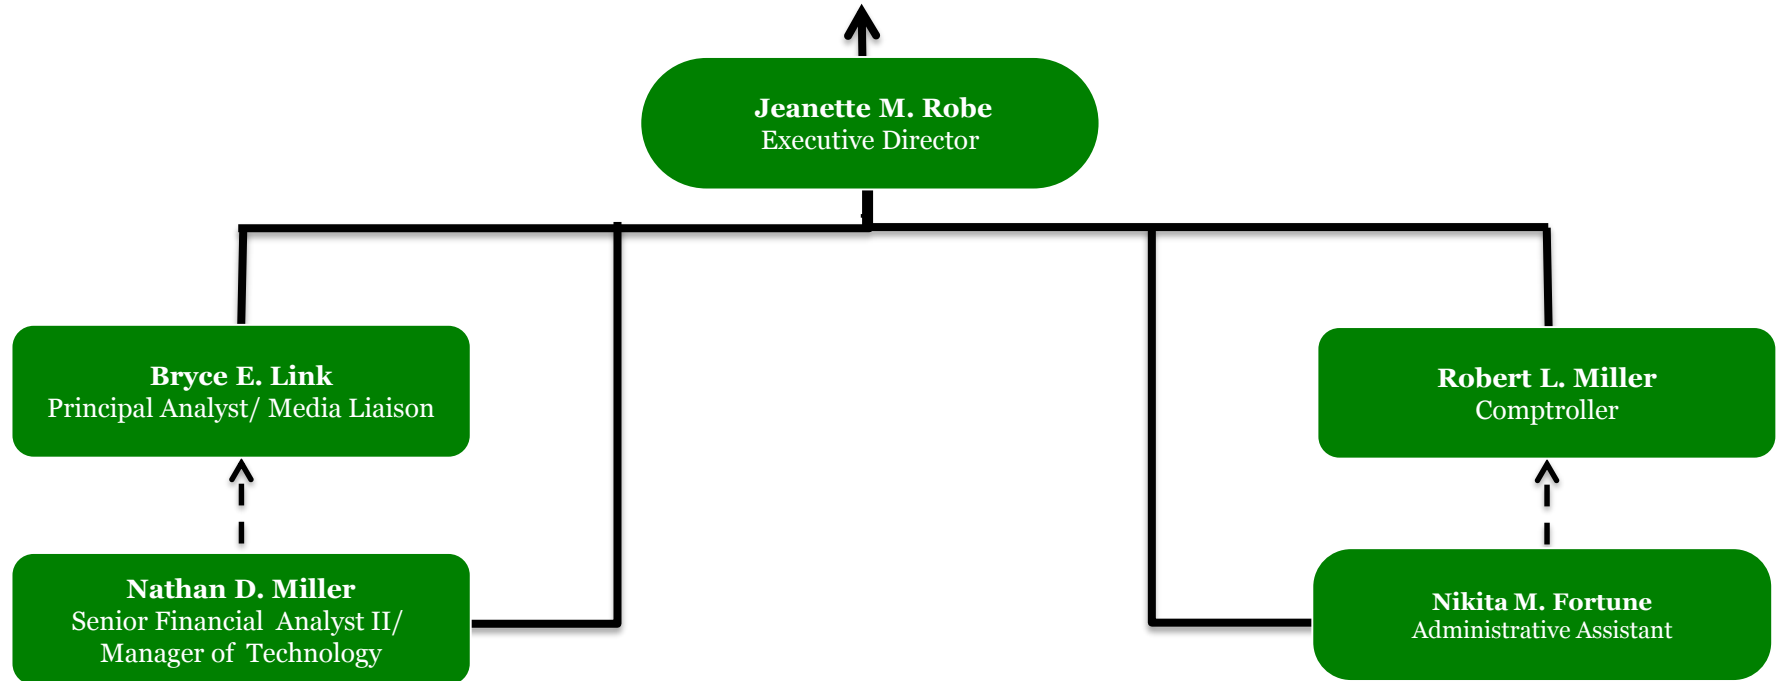 Jeanette M. Robe
Executive Director
Bryce E. Link
Principal Analyst/ Media Liaison
Robert L. Miller
Comptroller
Nathan D. Miller
Senior Financial Analyst II/
Manager of Technology
Nikita M. Fortune
Administrative Assistant